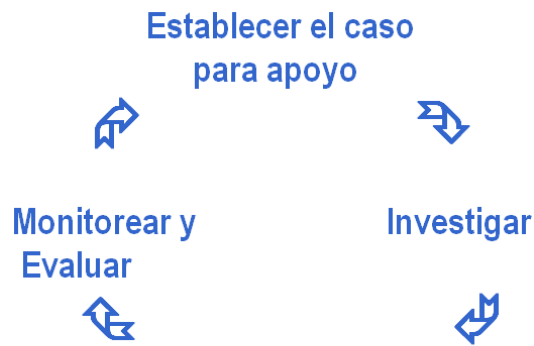 Establecer el caso
para apoyo
Monitorear y
Evaluar
Investigar